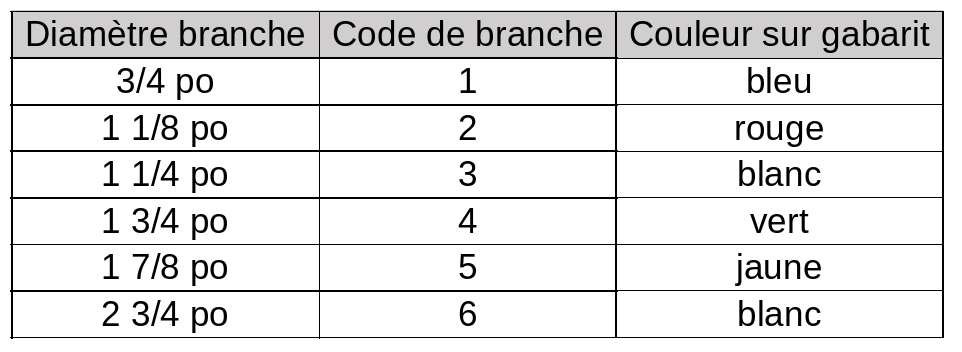 Diamètre branche Code de branche Couleur sur gabarit
3/4 po 1 bleu
1 1/8 po 2 rouge
1 1/4 po 3 blanc
1 3/4 po 4 vert
1 7/8 po 5 jaune
2 3/4 po 6 blanc